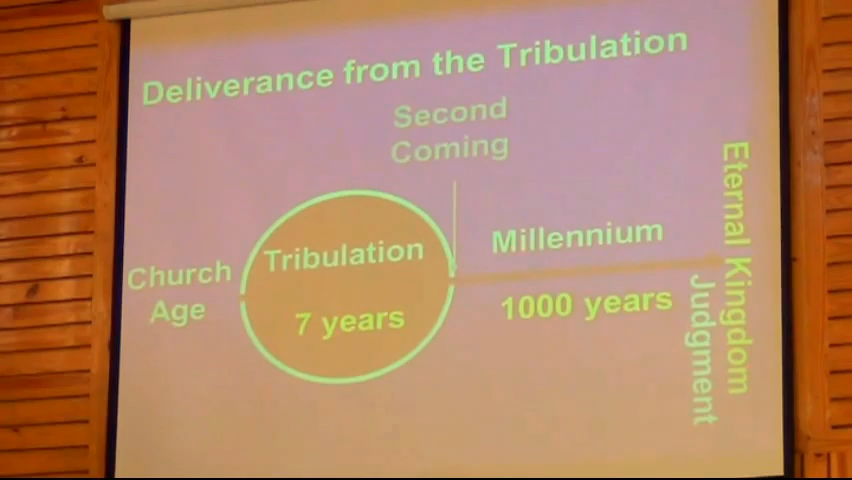 Deliverance from the Tribulation
Second
Coming
Church
Age
Tribulation
7 years
Millennium
1000 years
Judgment
Eternal Kingdom